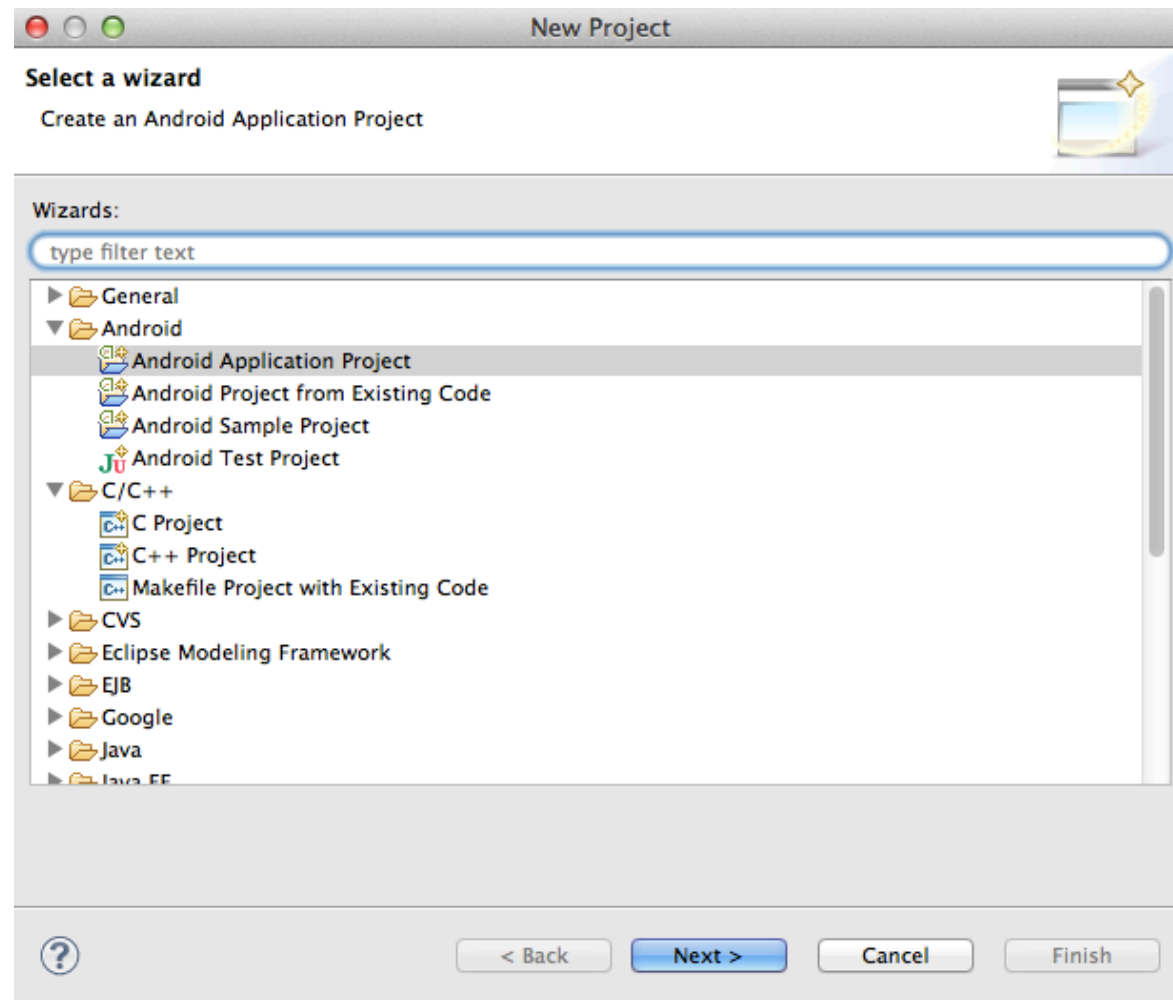 New Project
Select a wizard
Create an Android Application Project
Wizards:
type filter text
General
Android
Android Application Project
Android Project from Existing Code
Android Sample Project
Android Test Project
C/C++
C Project
C++ Project
Makefile Project with Existing Code
CVS
Eclipse Modeling Framework
EJB
Google
Java
Java EE
< Back Next > Cancel Finish